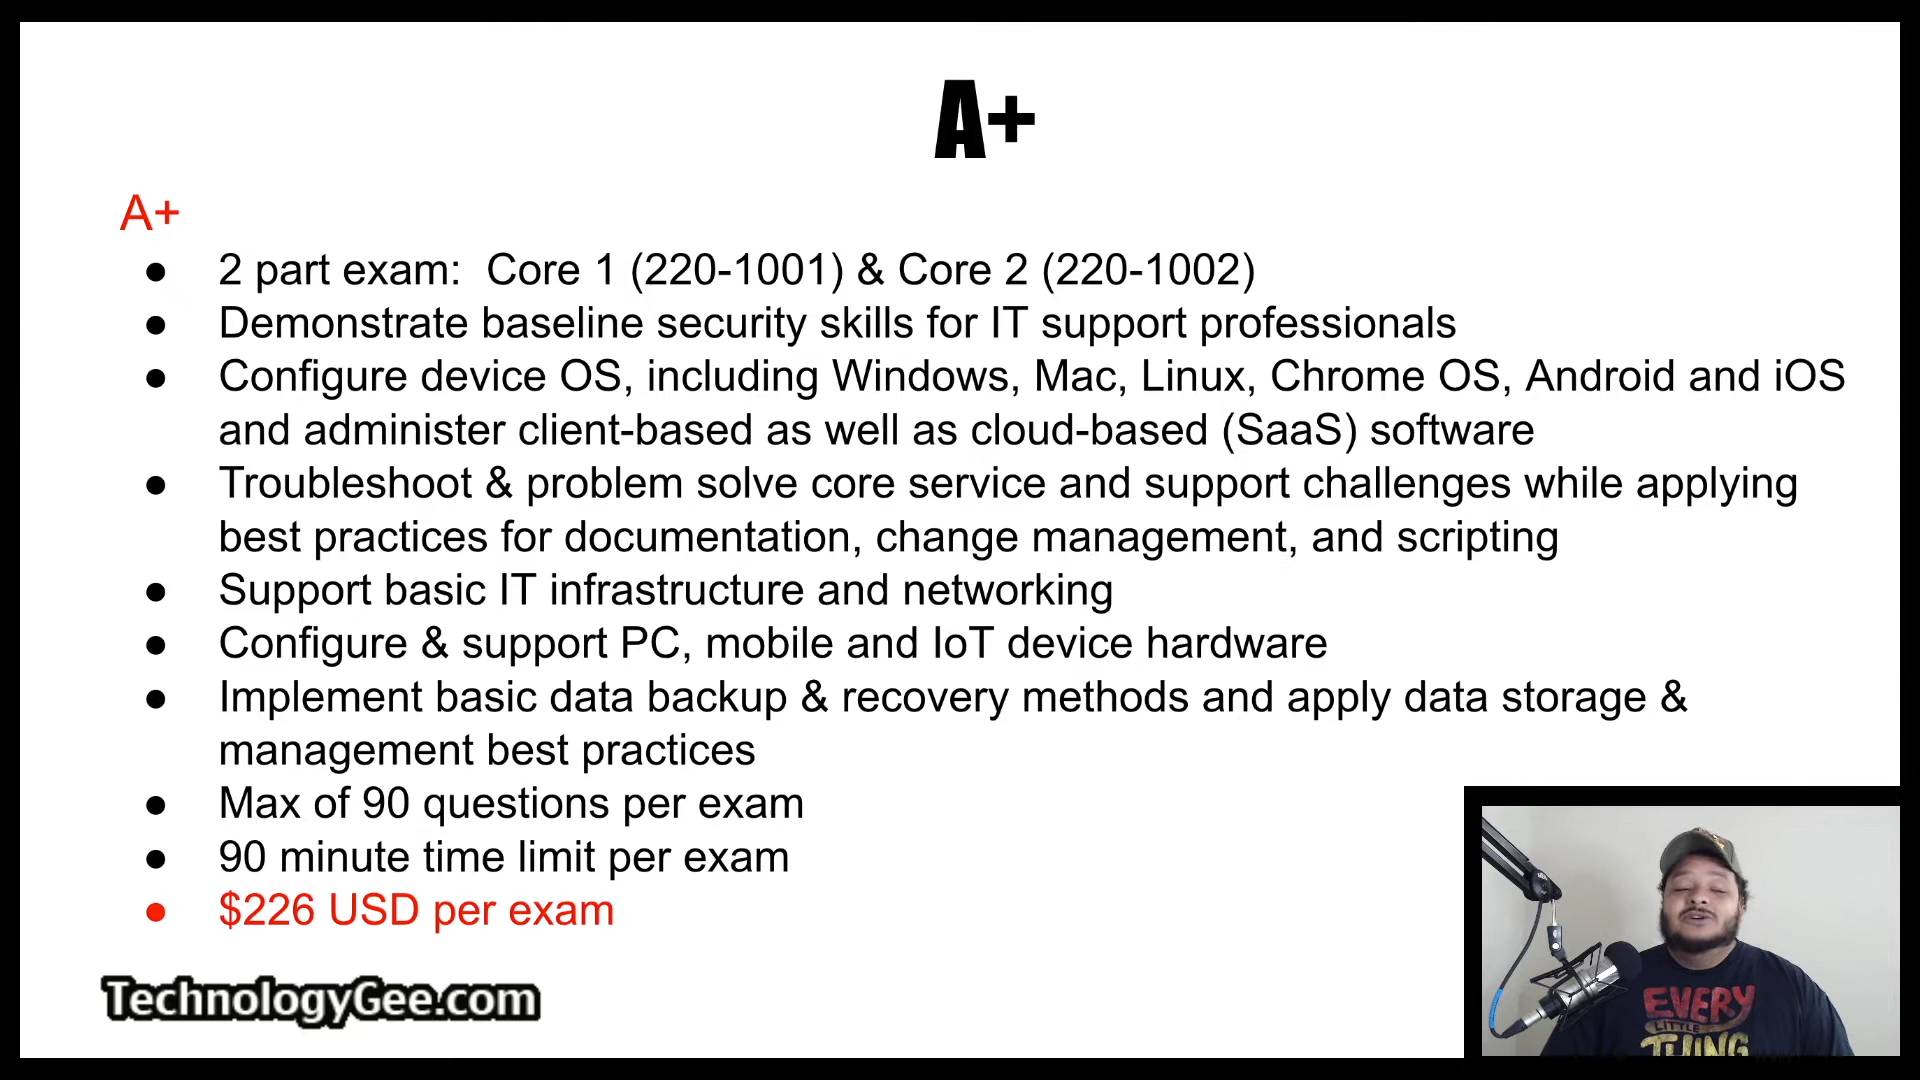 A+
A+
● 2 part exam:  Core 1 (220-1001) & Core 2 (220-1002)
● Demonstrate baseline security skills for IT support professionals
● Configure device OS, including Windows, Mac, Linux, Chrome OS, Android and iOS
and administer client-based as well as cloud-based (SaaS) software
● Troubleshoot & problem solve core service and support challenges while applying
best practices for documentation, change management, and scripting
● Support basic IT infrastructure and networking
● Configure & support PC, mobile and IoT device hardware
● Implement basic data backup & recovery methods and apply data storage &
management best practices
● Max of 90 questions per exam
● 90 minute time limit per exam
● $226 USD per exam
TechnologyGee.com
EVERY
LITTLE
THING